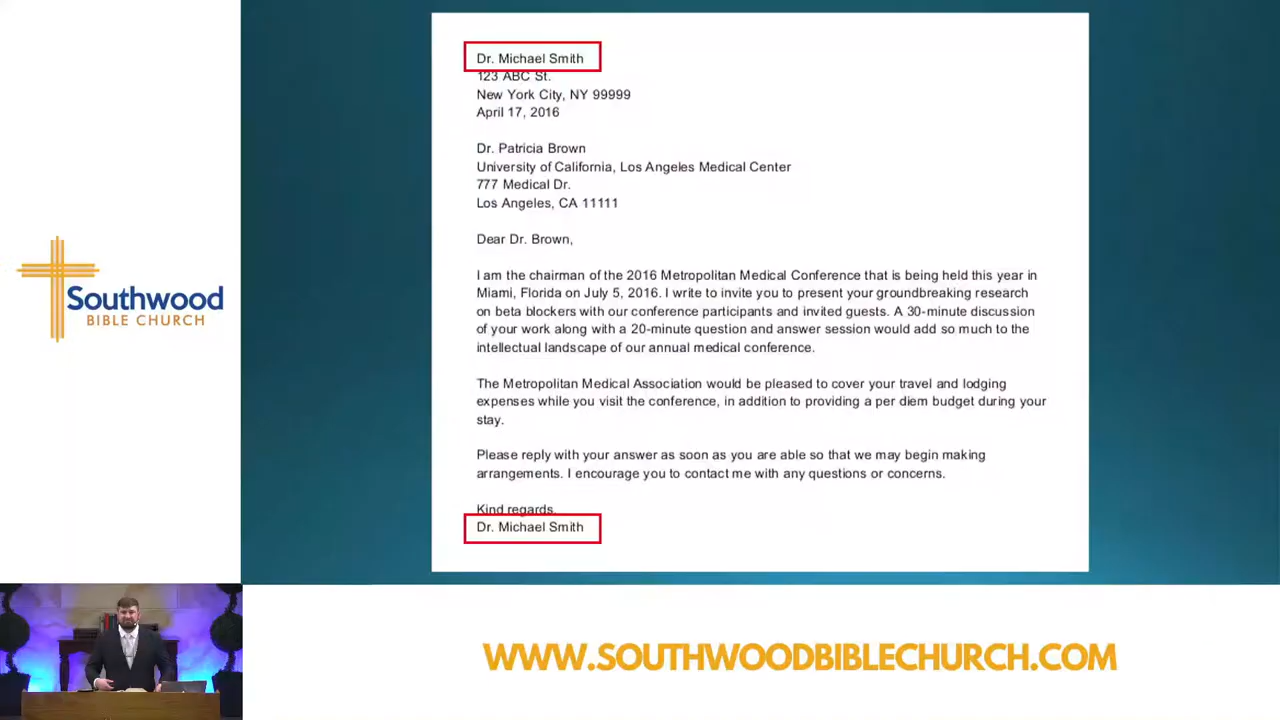 Dr. Michael Smith
123 ABC St.
New York City, NY 99999
April 17, 2016
Dr. Patricia Brown
University of California, Los Angeles Medical Center
777 Medical Dr.
Los Angeles, CA 11111
Dear Dr. Brown,
I am the chairman of the 2016 Metropolitan Medical Conference that is being held this year in
Miami, Florida on July 5, 2016. I write to invite you to present your groundbreaking research
on beta blockers with our conference participants and invited guests. A 30-minute discussion
of your work along with a 20-minute question and answer session would add so much to the
intellectual landscape of our annual medical conference.
The Metropolitan Medical Association would be pleased to cover your travel and lodging
expenses while you visit the conference, in addition to providing a per diem budget during your
stay.
Please reply with your answer as soon as you are able so that we may begin making
arrangements. I encourage you to contact me with any questions or concerns.
Kind regards,
Dr. Michael Smith
Southwood
BIBLE CHURCH
WWW.SOUTHWOODBIBLECHURCH.COM